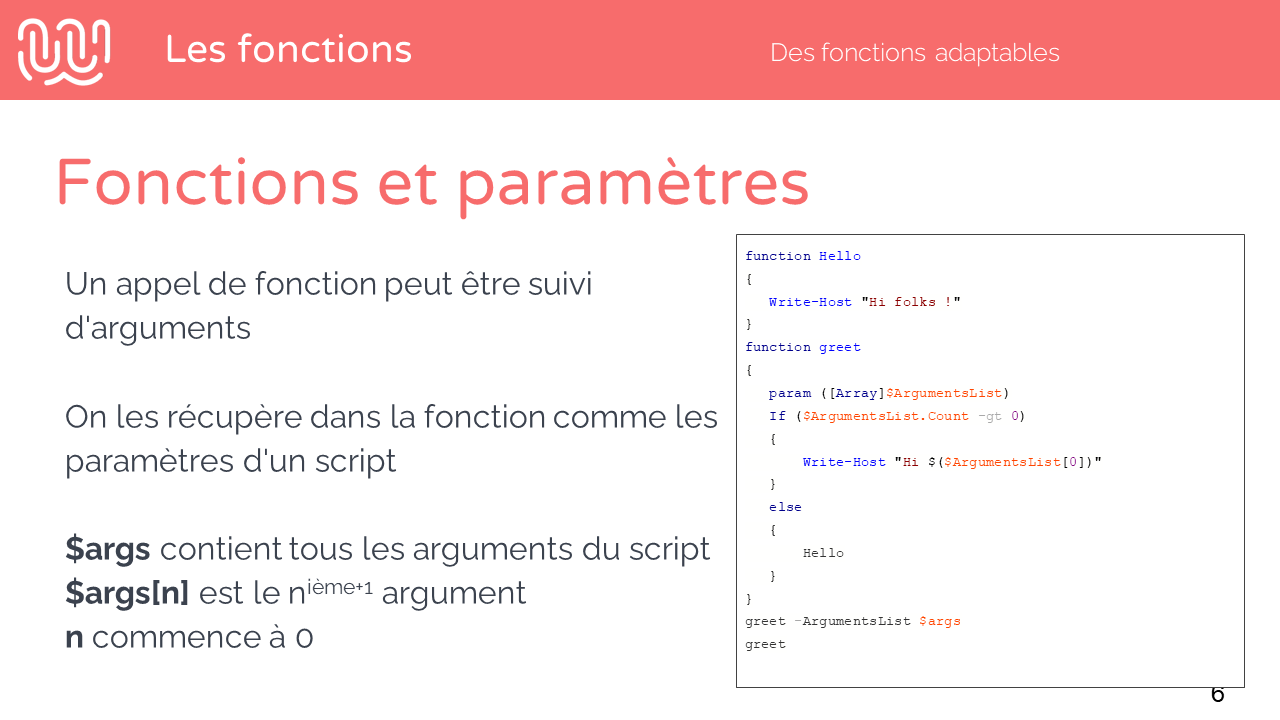 Les fonctions
Des fonctions adaptables
Fonctions et paramètres
Un appel de fonction peut être suivi
d'arguments
On les récupère dans la fonction comme les
paramètres d'un script
$args contient tous les arguments du script
$args[n] est le nième+1 argument
n commence à 0
function Hello
{
Write-Host "Hi folks !"
}
function greet
{
param ([Array]$ArgumentsList)
If ($ArgumentsList.Count -gt 0)
{
Write-Host "Hi $($ArgumentsList[0])"
}
else
{
Hello
}
}
greet -ArgumentsList $args
greet
6